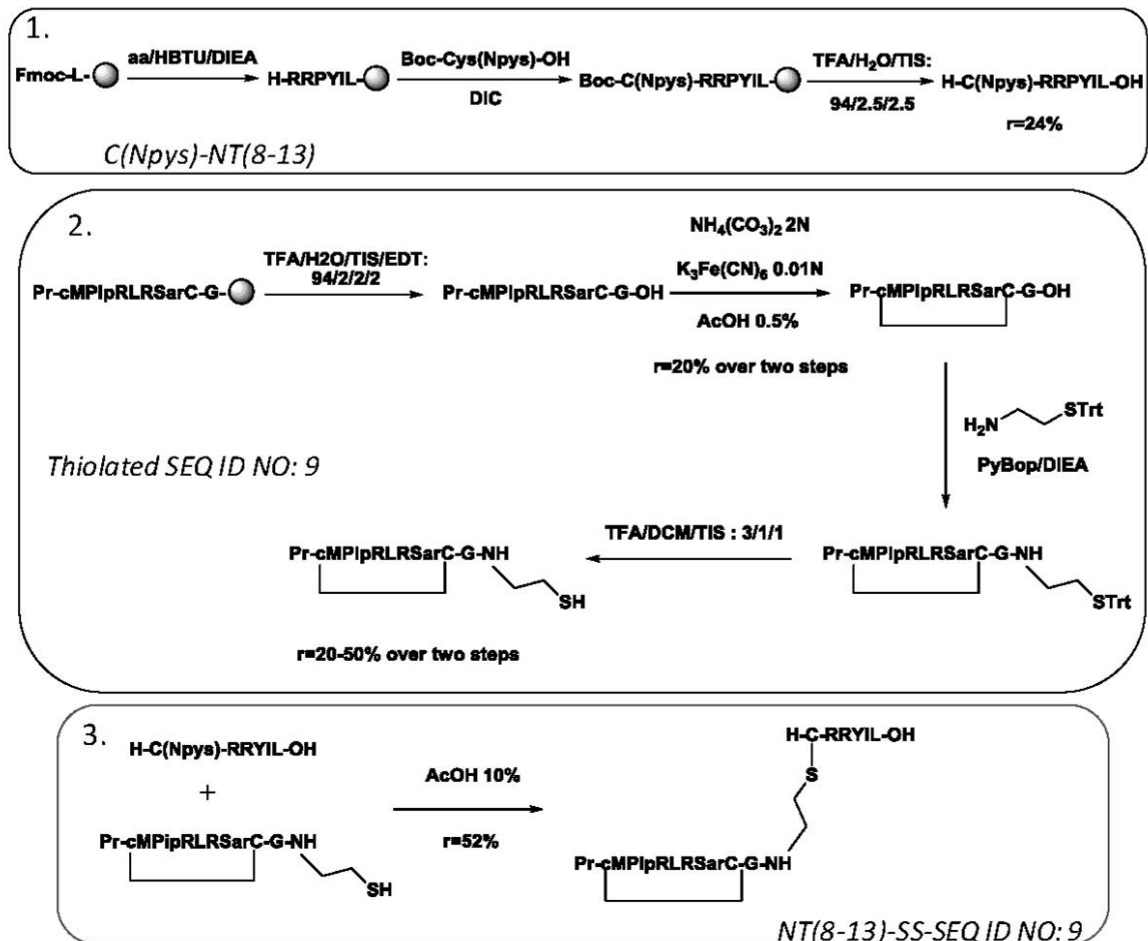 1.
Fmoc-L-
aa/HBTU/DIEA
H-RRPYIL-
Boc-Cys(Npys)-OH
DIC
Boc-C(Npys)-RRPYIL-
TFA/H₂O/TIS:
94/2.5/2.5
H-C(Npys)-RRPYIL-OH
r=24%
C(Npys)-NT(8-13)
2.
Pr-cMPipRLRSarC-G-
TFA/H2O/TIS/EDT:
94/2/2/2
Pr-cMPipRLRSarC-G-OH
NH₄(CO₃)₂ 2N
K₃Fe(CN)₆ 0.01N
AcOH 0.5%
r=20% over two steps
Pr-cMPipRLRSarC-G-OH
H₂N
STrt
PyBop/DIEA
Thiolated SEQ ID NO: 9
Pr-cMPipRLRSarC-G-NH
SH
TFA/DCM/TIS : 3/1/1
Pr-cMPipRLRSarC-G-NH
STrt
r=20-50% over two steps
3.
H-C(Npys)-RRYIL-OH
+
Pr-cMPipRLRSarC-G-NH
SH
AcOH 10%
r=52%
H-C-RRYIL-OH
S
Pr-cMPipRLRSarC-G-NH
NT(8-13)-SS-SEQ ID NO: 9